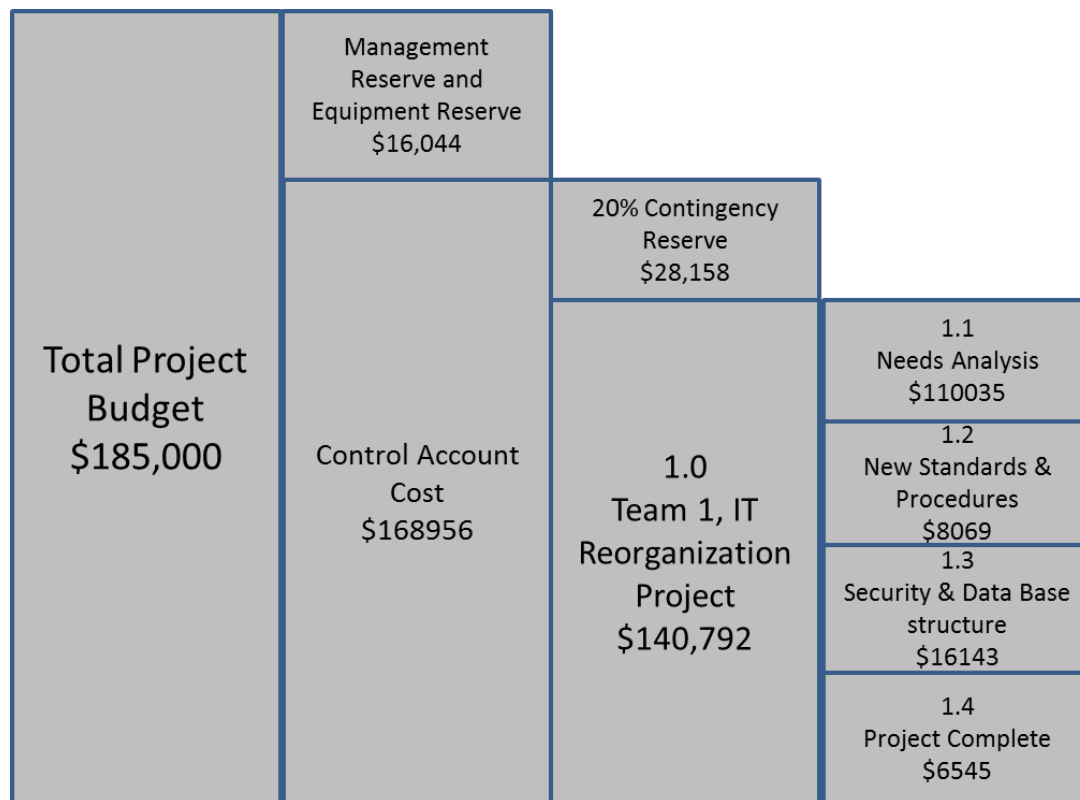 Total Project
Budget
$185,000
Management
Reserve and
Equipment Reserve
$16,044
Control Account
Cost
$168956
20% Contingency
Reserve
$28,158
1.0
Team 1, IT
Reorganization
Project
$140,792
1.1
Needs Analysis
$110035
1.2
New Standards &
Procedures
$8069
1.3
Security & Data Base
structure
$16143
1.4
Project Complete
$6545